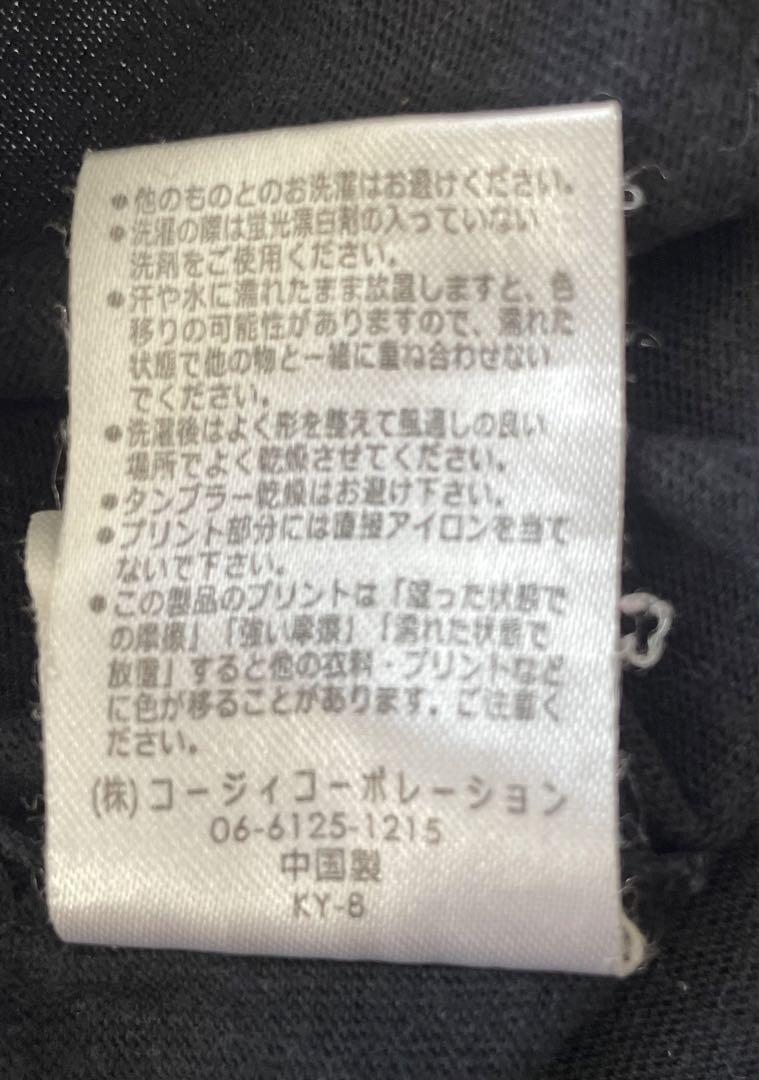 ●他のものとのお洗濯はお避けください。
●洗濯の際は蛍光漂白剤の入っていない
洗剤をご使用ください。
●汗や水に濡れたまま放置しますと、色
移りの可能性がありますので、濡れた
状態で他の物と一緒に重ね合わせない
でください。
●洗濯後はよく形を整えて風通しの良い
場所でよく乾燥させてください。
●タンブラー乾燥はお避け下さい。
●プリント部分には直接アイロンを当て
ないで下さい。
●この製品のプリントは「湿った状態で
の摩擦」「強い摩擦」「濡れた状態で
放置」すると他の衣料・プリントなど
に色が移ることがあります。ご注意く
ださい。
(株)コージィコーポレーション
06-6125-1215
中国製
KY-8